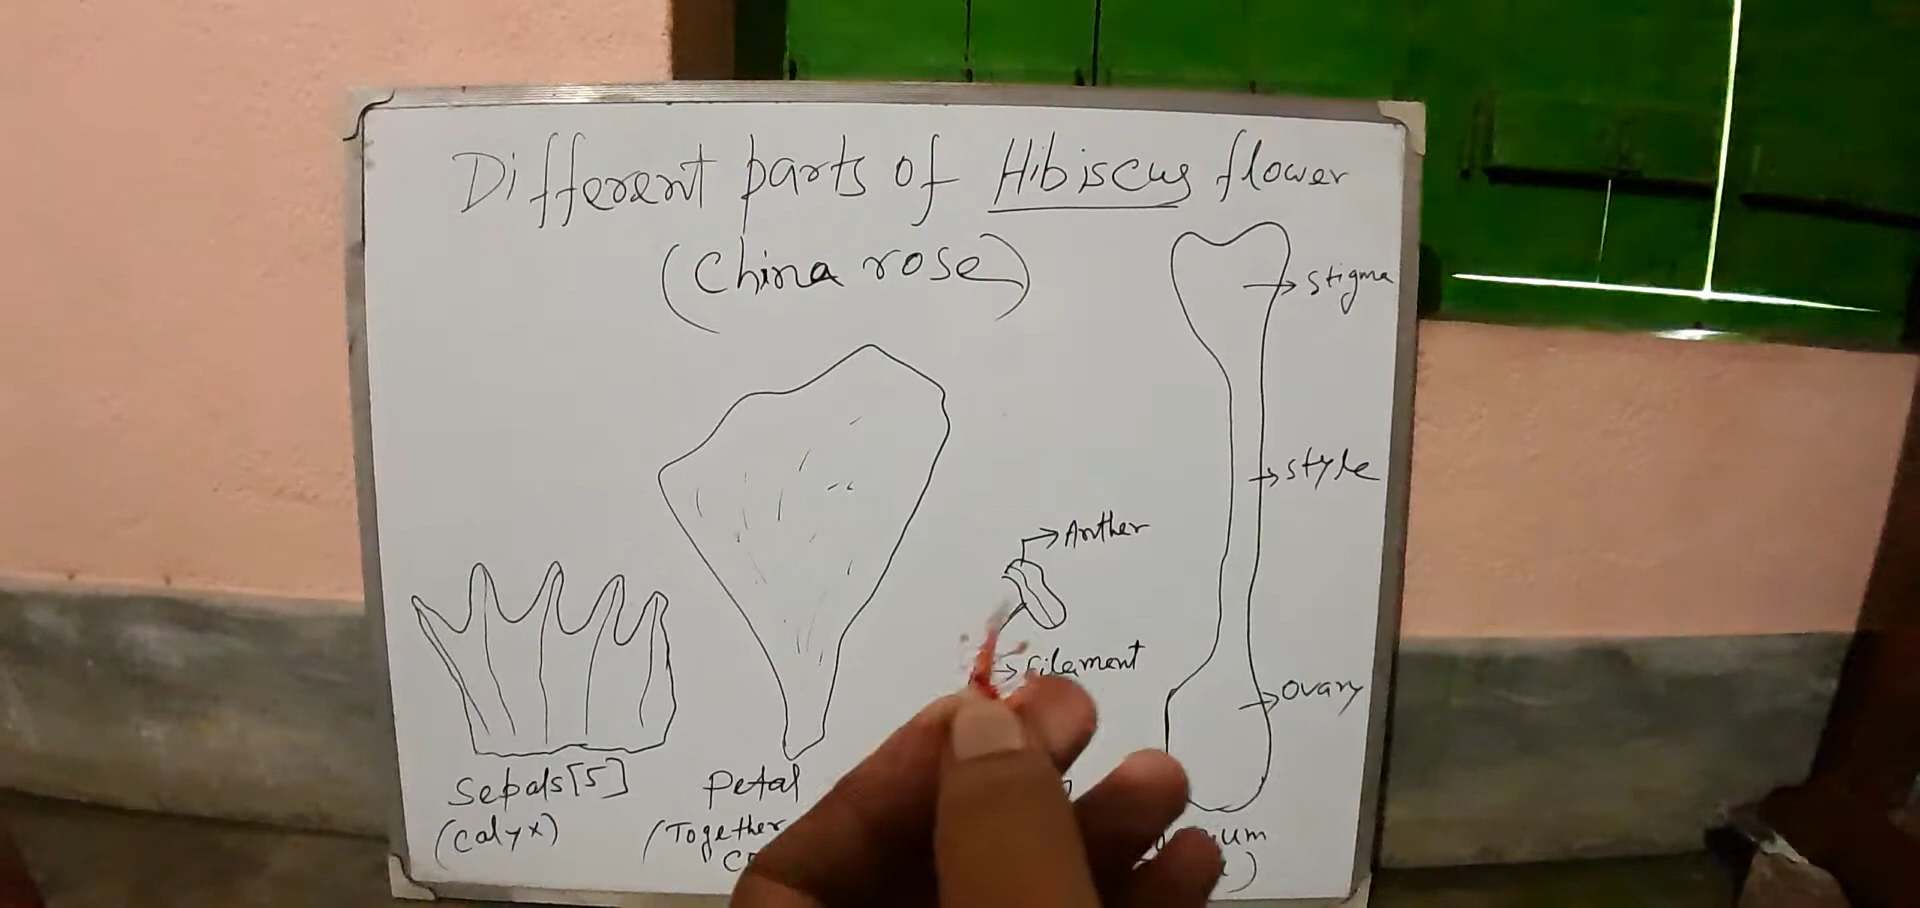 Different parts of Hibiscus flower
(China rose)
Stigma
Style
Anther
Filament
Ovary
Sepals [5]
(Calyx)
Petal
(Together